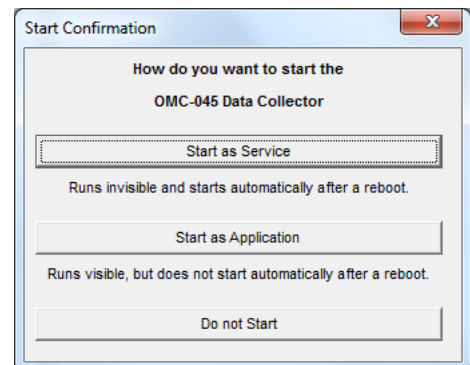 Start Confirmation
How do you want to start the
OMC-045 Data Collector
Start as Service
Runs invisible and starts automatically after a reboot.
Start as Application
Runs visible, but does not start automatically after a reboot.
Do not Start